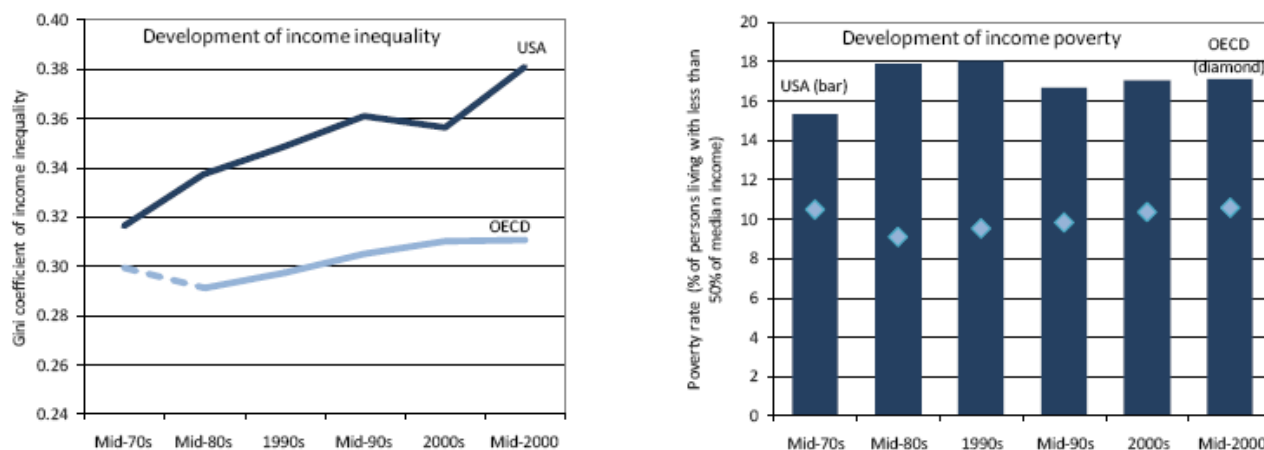 Development of income inequality
USA
OECD
Gini coefficient of income inequality
0.40
0.38
0.36
0.34
0.32
0.30
0.28
0.26
0.24
Mid-70s Mid-80s 1990s Mid-90s 2000s Mid-2000
Development of income poverty
OECD
(diamond)
USA (bar)
Poverty rate (% of persons living with less than
50% of median income)
20
18
16
14
12
10
8
6
4
2
0
Mid-70s Mid-80s 1990s Mid-90s 2000s Mid-2000